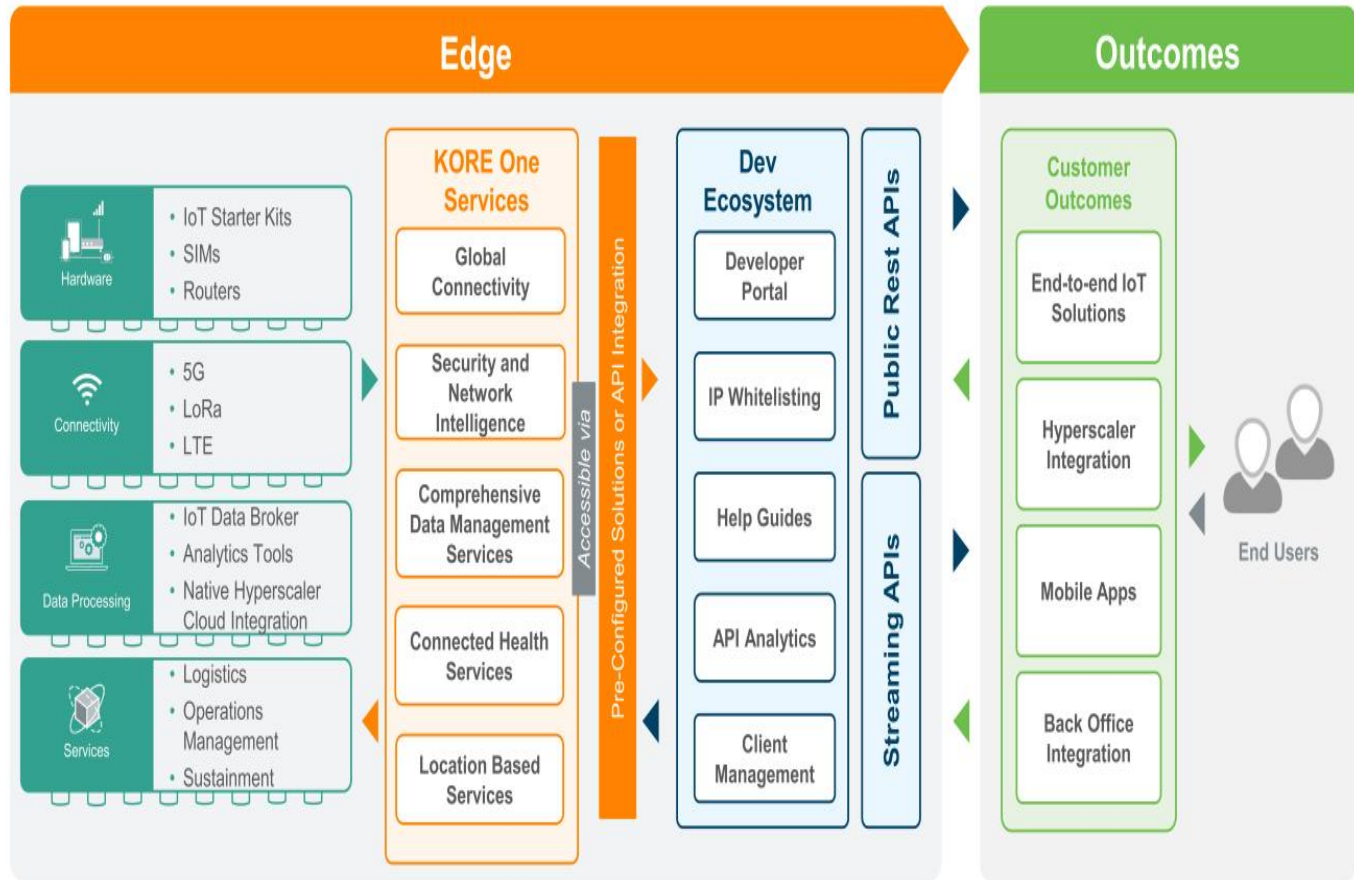 Edge
Outcomes
Hardware
• IoT Starter Kits
• SIMs
• Routers
Connectivity
• 5G
• LoRa
• LTE
Data Processing
• IoT Data Broker
• Analytics Tools
• Native Hyperscaler
Cloud Integration
Services
• Logistics
• Operations
Management
• Sustainment
KORE One
Services
Global
Connectivity
Security and
Network
Intelligence
Comprehensive
Data Management
Services
Connected Health
Services
Location Based
Services
Accessible via
Pre-Configured Solutions or API Integration
Dev
Ecosystem
Developer
Portal
IP Whitelisting
Help Guides
API Analytics
Client
Management
Public Rest APIs
Streaming APIs
Customer
Outcomes
End-to-end IoT
Solutions
Hyperscaler
Integration
Mobile Apps
Back Office
Integration
End Users